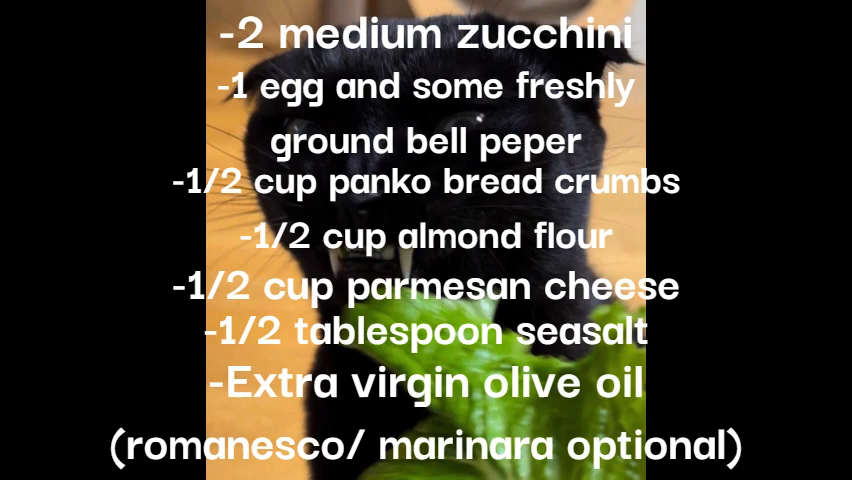 -2 medium zucchini
-1 egg and some freshly
ground bell peper
-1/2 cup panko bread crumbs
-1/2 cup almond flour
-1/2 cup parmesan cheese
-1/2 tablespoon seasalt
-Extra virgin olive oil
(romanesco/ marinara optional)